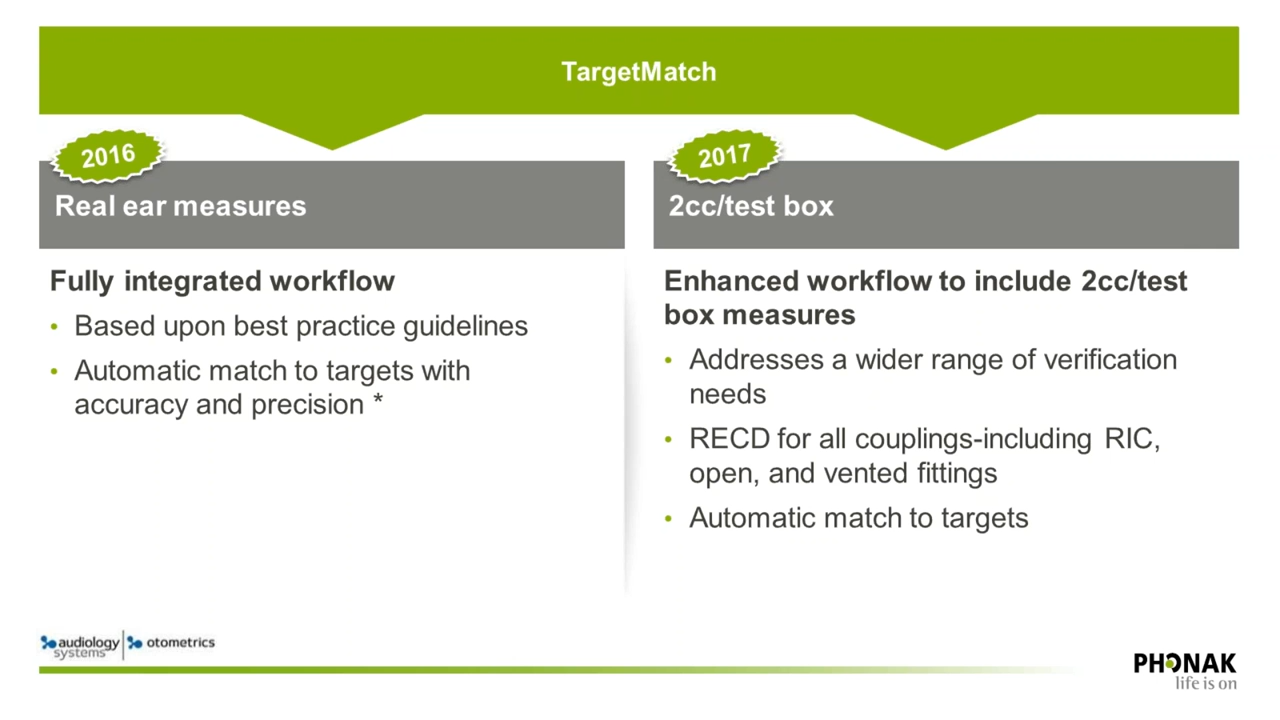 TargetMatch
2016
Real ear measures
Fully integrated workflow
• Based upon best practice guidelines
• Automatic match to targets with
accuracy and precision *
2017
2cc/test box
Enhanced workflow to include 2cc/test
box measures
• Addresses a wider range of verification
needs
• RECD for all couplings-including RIC,
open, and vented fittings
• Automatic match to targets
audiology
systems
otometrics
PHONAK
life is on